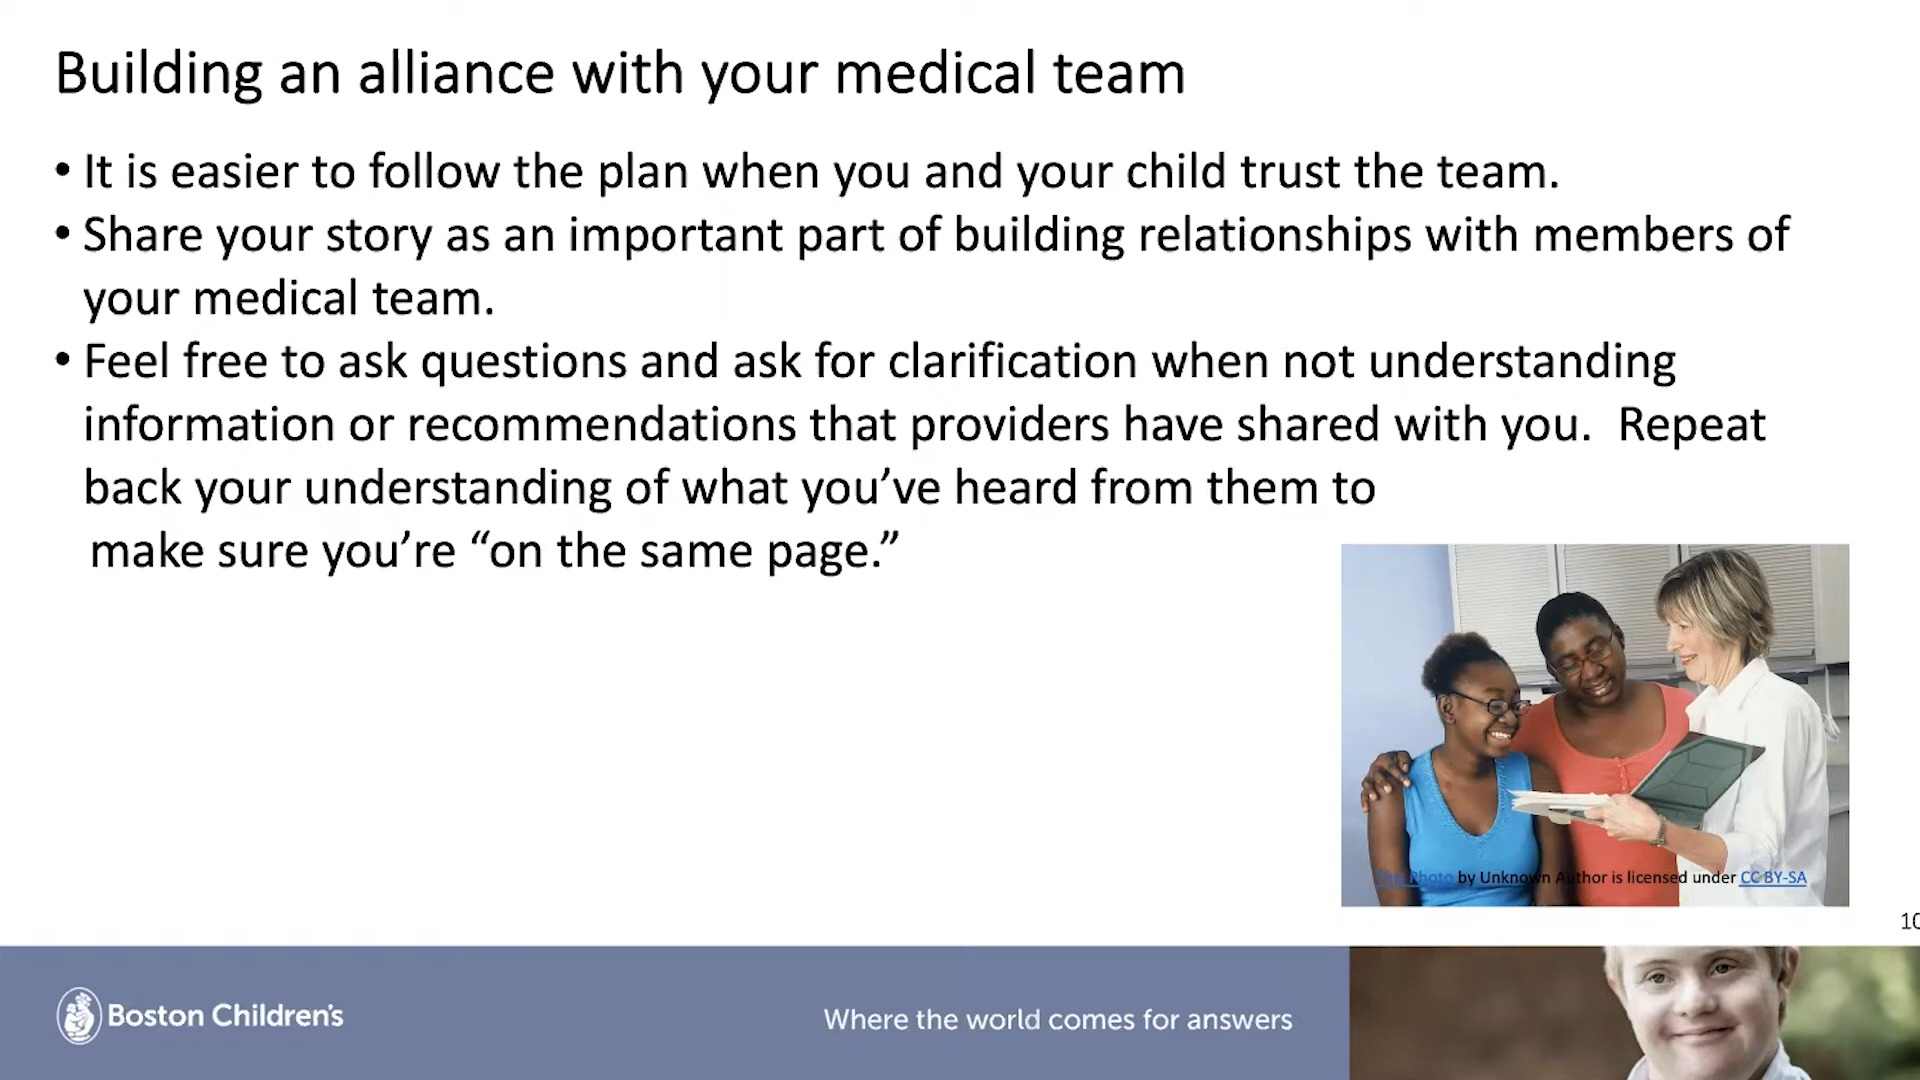 Building an alliance with your medical team
• It is easier to follow the plan when you and your child trust the team.
• Share your story as an important part of building relationships with members of
your medical team.
• Feel free to ask questions and ask for clarification when not understanding
information or recommendations that providers have shared with you.  Repeat
back your understanding of what you’ve heard from them to
make sure you’re “on the same page.”
This Photo by Unknown Author is licensed under CC BY-SA
10
Boston Children's
Where the world comes for answers